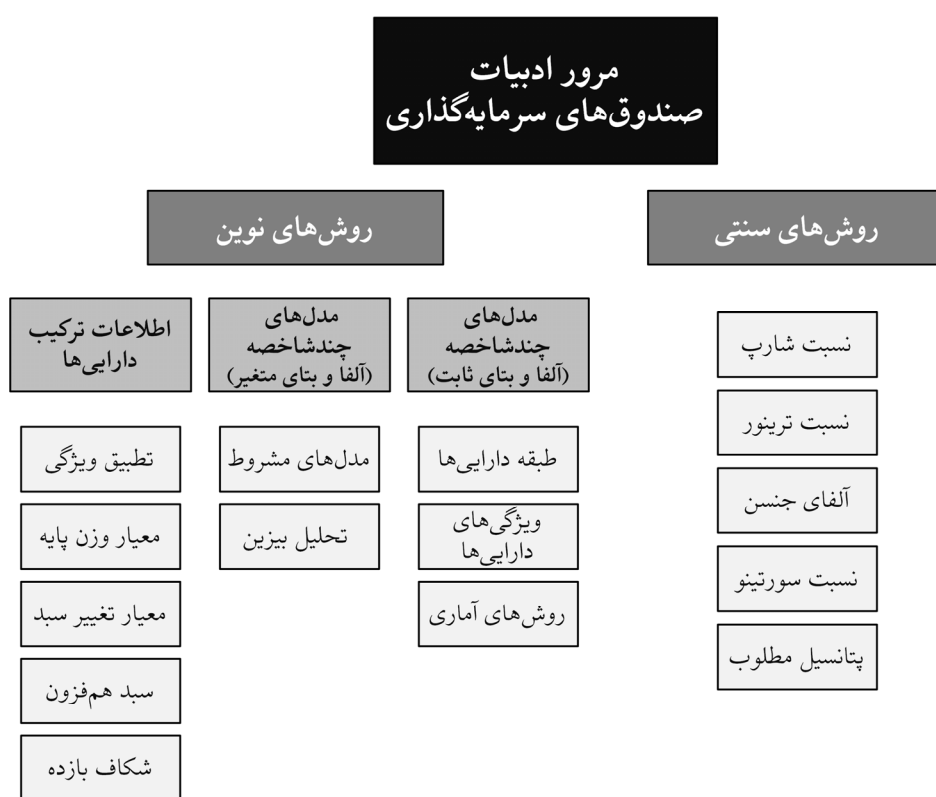 مرور ادبیات
صندوق‌های سرمایه‌گذاری
روش‌های سنتی
روش‌های نوین
نسبت شارپ
نسبت ترینور
آلفای جنسن
نسبت سورتینو
پتانسیل مطلوب
مدل‌های
چندشاخصه
(آلفا و بتای ثابت)
طبقه دارایی‌ها
ویژگی‌های
دارایی‌ها
روش‌های آماری
مدل‌های
چندشاخصه
(آلفا و بتای متغیر)
مدل‌های مشروط
تحلیل بیزین
اطلاعات ترکیب
دارایی‌ها
تطبیق ویژگی
معیار وزن پایه
معیار تغییر سبد
سبد هم‌فزون
شکاف بازده